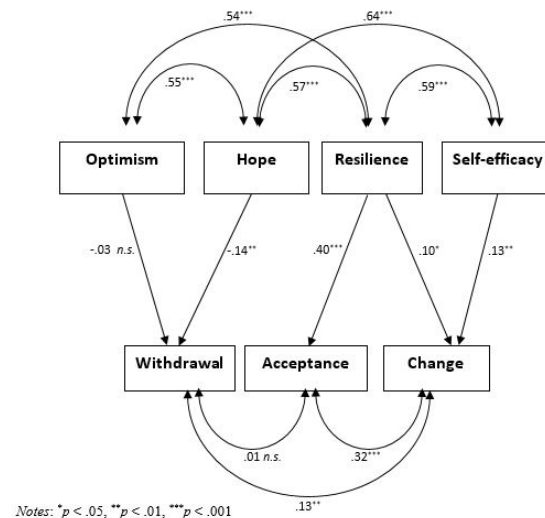 .54***
.64***
.55***
.57***
.59***
Optimism
Hope
Resilience
Self-efficacy
-.03 n.s.
-.14**
.40***
.10*
.13**
Withdrawal
Acceptance
Change
.01 n.s.
.32***
.13**
Notes: *p < .05, **p < .01, ***p < .001